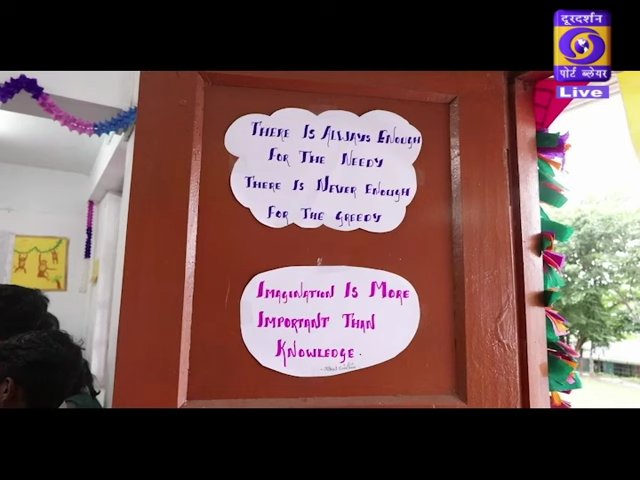 दूरदर्शन
पोर्ट ब्लेयर
Live
There Is Always Enough
For The Needy
There Is Never Enough
For The Greedy
Imagination Is More
Important Than
Knowledge.